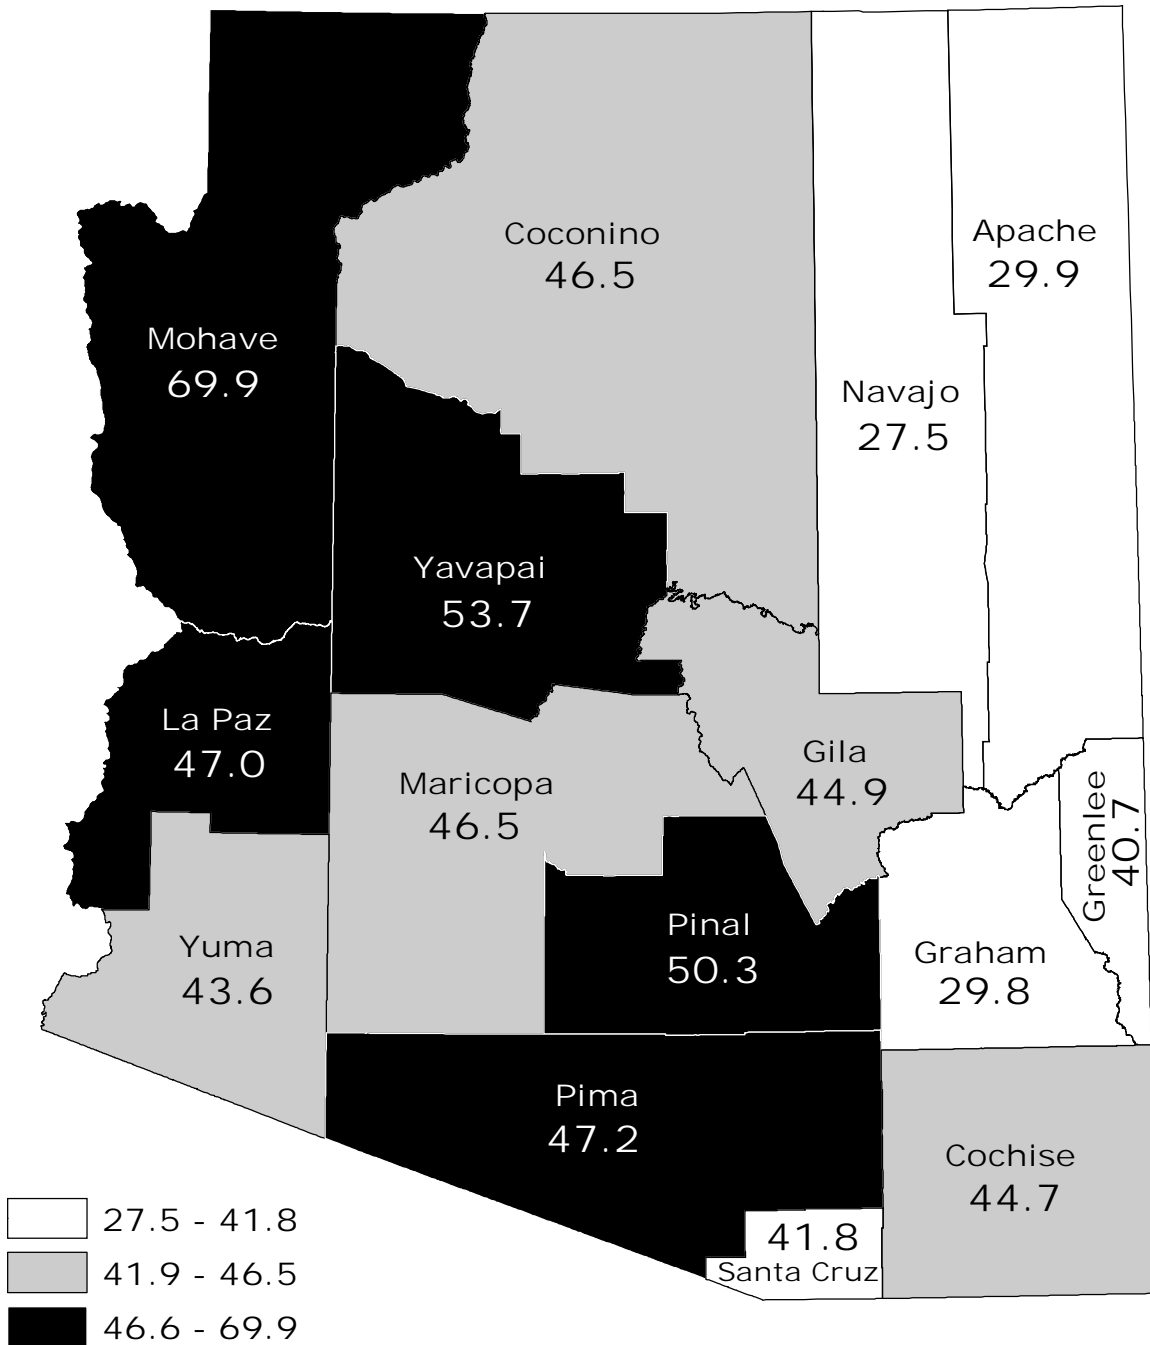 Coconino
46.5
Apache
29.9
Mohave
69.9
Navajo
27.5
Yavapai
53.7
La Paz
47.0
Maricopa
46.5
Gila
44.9
Greenlee
40.7
Yuma
43.6
Pinal
50.3
Graham
29.8
Pima
47.2
Cochise
44.7
41.8
Santa Cruz
27.5 - 41.8
41.9 - 46.5
46.6 - 69.9